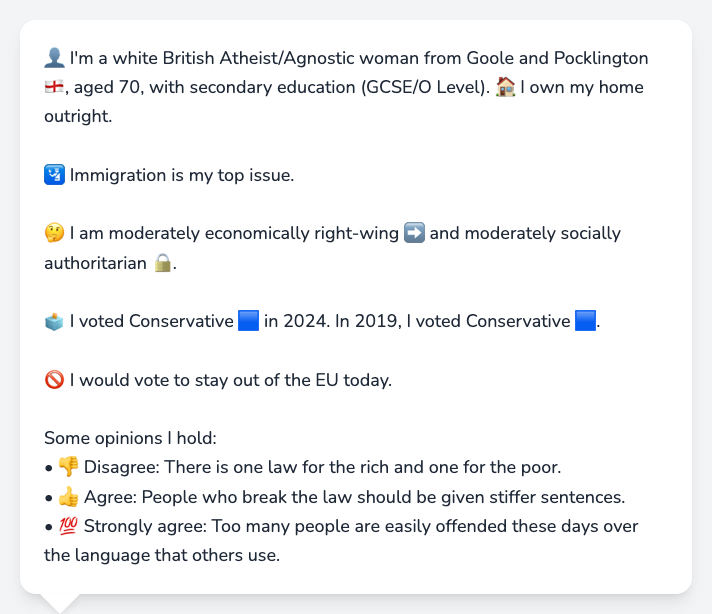 👤 I'm a white British Atheist/Agnostic woman from Goole and Pocklington
🏴󠁧󠁢󠁥󠁮󠁧󠁿, aged 70, with secondary education (GCSE/O Level). 🏠 I own my home
outright.
🛂 Immigration is my top issue.
🤔 I am moderately economically right-wing ➡️ and moderately socially
authoritarian 🔒.
🗳️ I voted Conservative 🟦 in 2024. In 2019, I voted Conservative 🟦.
🚫 I would vote to stay out of the EU today.
Some opinions I hold:
• 👎 Disagree: There is one law for the rich and one for the poor.
• 👍 Agree: People who break the law should be given stiffer sentences.
• 💯 Strongly agree: Too many people are easily offended these days over
the language that others use.